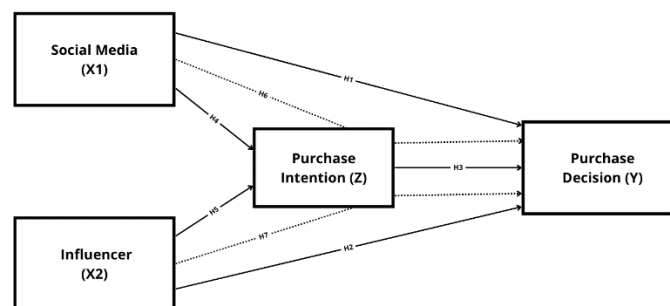 Social Media
(X1)
H1
H6
H4
Purchase
Intention (Z)
H3
Purchase
Decision (Y)
H5
H7
H2
Influencer
(X2)